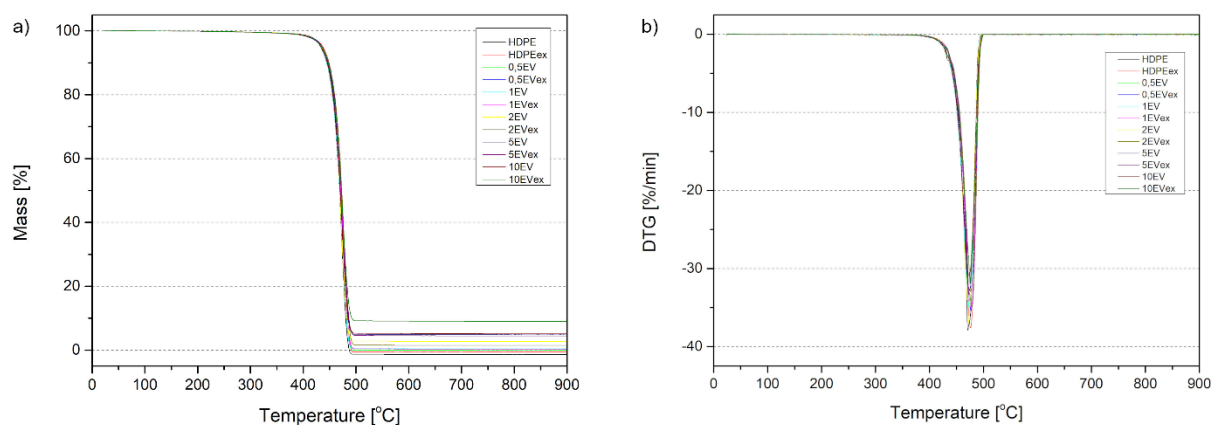 a)
100
80
60
40
20
0
Mass [%]
HDPE
HDPEex
0,5EV
0,5EVex
1EV
1EVex
2EV
2EVex
5EV
5EVex
10EV
10EVex
0 100 200 300 400 500 600 700 800 900
Temperature [°C]
b)
0
-10
-20
-30
-40
DTG [%/min]
HDPE
HDPEex
0,5EV
0,5EVex
1EV
1EVex
2EV
2EVex
5EV
5EVex
10EV
10EVex
0 100 200 300 400 500 600 700 800 900
Temperature [°C]